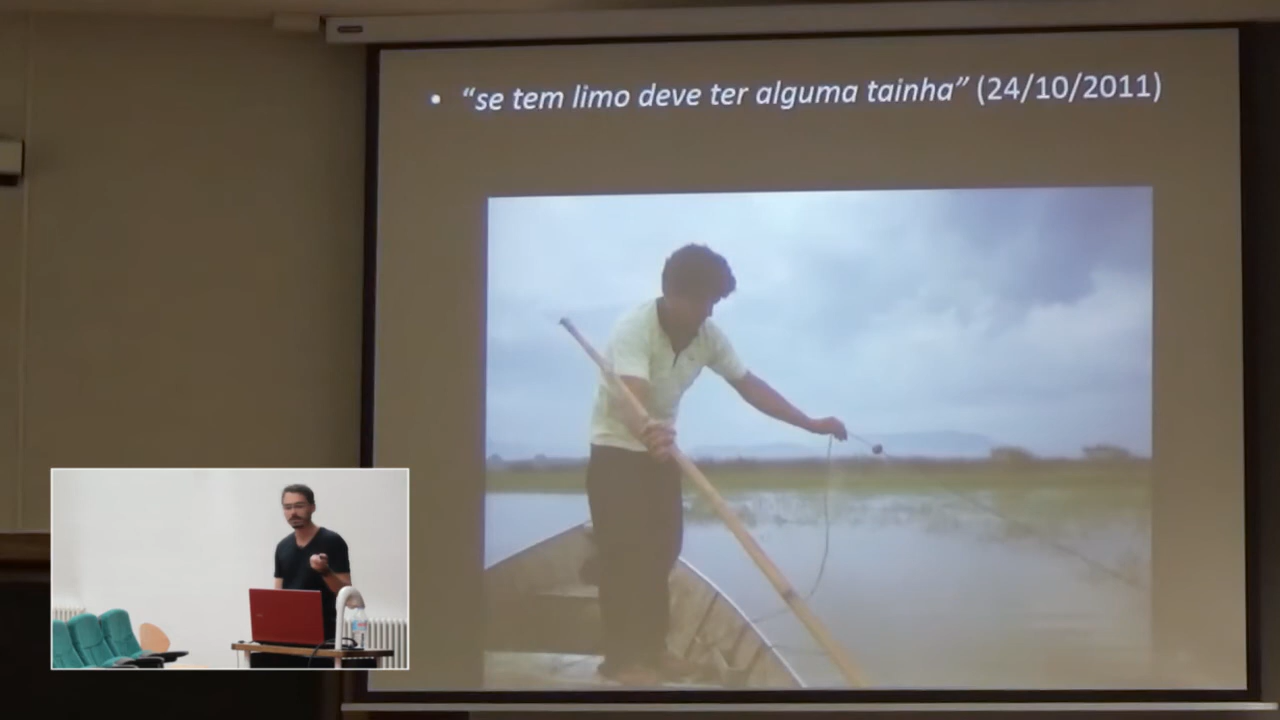 • “se tem limo deve ter alguma tainha” (24/10/2011)